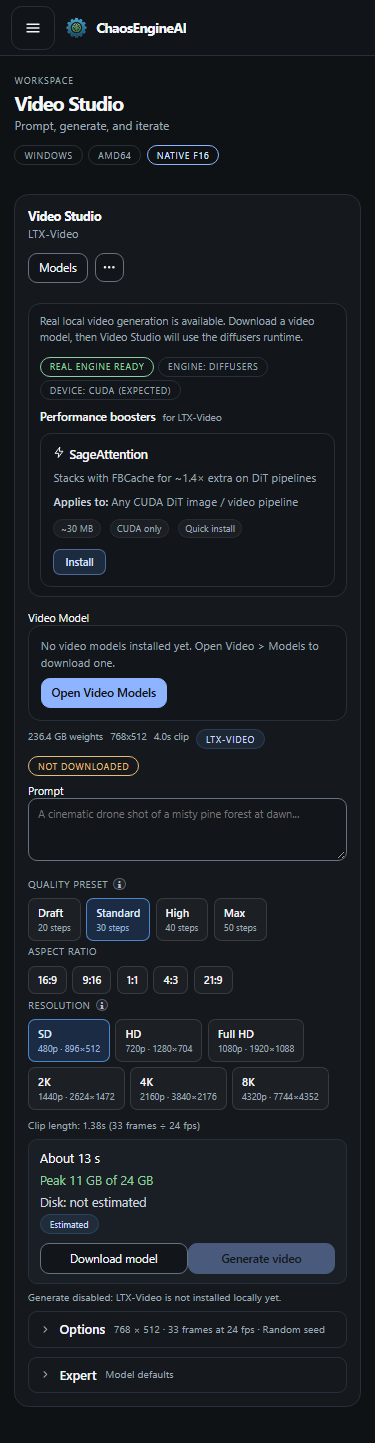 ChaosEngineAI
WORKSPACE
Video Studio
Prompt, generate, and iterate
WINDOWS AMD64 NATIVE F16
Video Studio
LTX-Video
Models ···
Real local video generation is available. Download a video
model, then Video Studio will use the diffusers runtime.
REAL ENGINE READY ENGINE: DIFFUSERS
DEVICE: CUDA (EXPECTED)
Performance boosters for LTX-Video
SageAttention
Stacks with FBCache for ~1.4× extra on DiT pipelines
Applies to: Any CUDA DiT image / video pipeline
~30 MB CUDA only Quick install
Install
Video Model
No video models installed yet. Open Video > Models to
download one.
Open Video Models
236.4 GB weights 768x512 4.0s clip LTX-VIDEO
NOT DOWNLOADED
Prompt
A cinematic drone shot of a misty pine forest at dawn...
QUALITY PRESET i
Draft Standard High Max
20 steps 30 steps 40 steps 50 steps
ASPECT RATIO
16:9 9:16 1:1 4:3 21:9
RESOLUTION i
SD HD Full HD
480p · 896×512 720p · 1280×704 1080p · 1920×1088
2K 4K 8K
1440p · 2624×1472 2160p · 3840×2176 4320p · 7744×4352
Clip length: 1.38s (33 frames ÷ 24 fps)
About 13 s
Peak 11 GB of 24 GB
Disk: not estimated
Estimated
Download model Generate video
Generate disabled: LTX-Video is not installed locally yet.
Options 768 × 512 · 33 frames at 24 fps · Random seed
Expert Model defaults